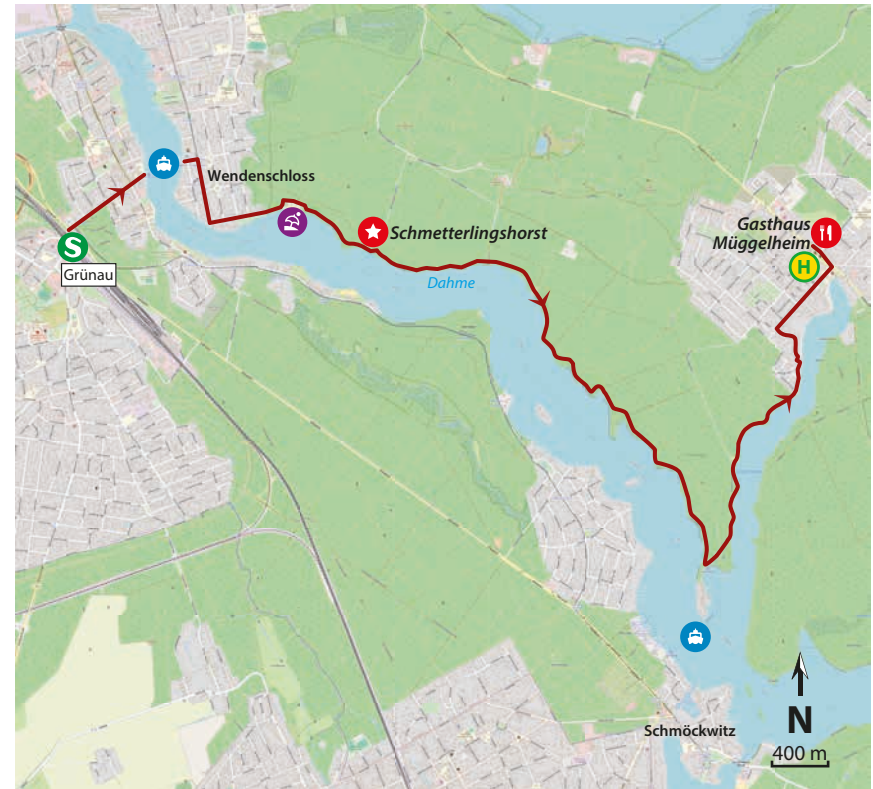 Wendenschloss
S
Grünau
Schmetterlingshorst
Gasthaus
Müggelheim
H
Dahme
Schmöckwitz
N
400 m